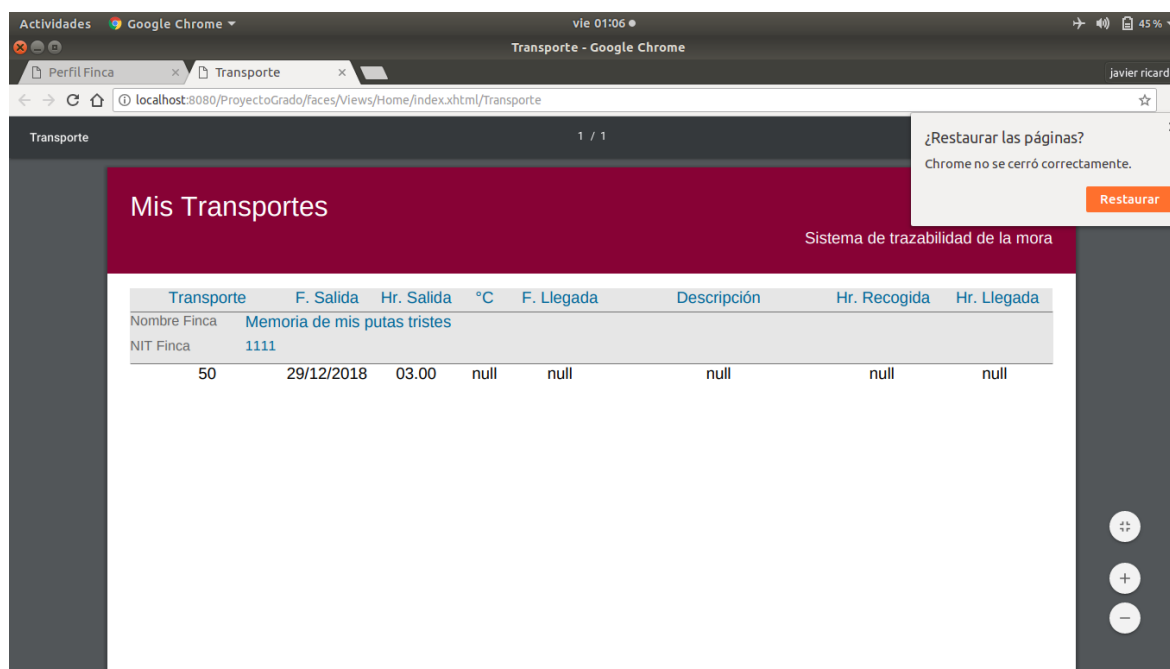 Actividades Google Chrome vie 01:06 45 %
Transporte - Google Chrome
Perfil Finca Transporte javier ricard
localhost:8080/ProyectoGrado/faces/Views/Home/index.xhtml/Transporte
Transporte 1 / 1
¿Restaurar las páginas?
Chrome no se cerró correctamente.
Restaurar
Mis Transportes
Sistema de trazabilidad de la mora
Transporte F. Salida Hr. Salida °C F. Llegada Descripción Hr. Recogida Hr. Llegada
Nombre Finca Memoria de mis putas tristes
NIT Finca 1111
50 29/12/2018 03.00 null null null null null